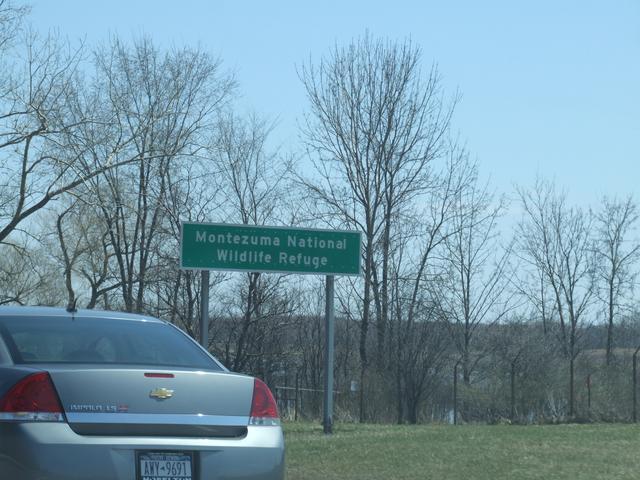 Montezuma National
Wildlife Refuge
IMPALA LS
AWY 9691